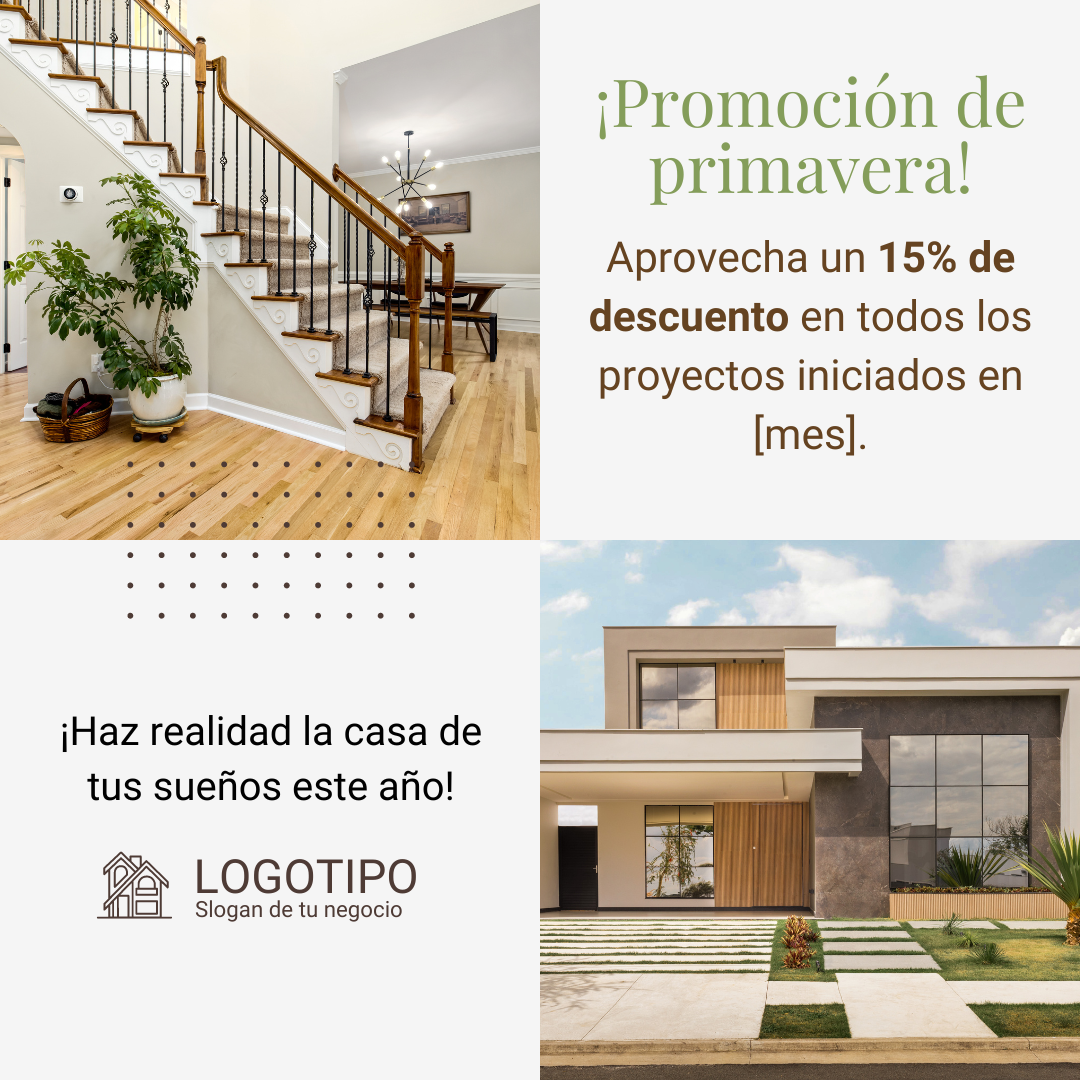 ¡Promoción de
primavera!
Aprovecha un 15% de
descuento en todos los
proyectos iniciados en
[mes].
¡Haz realidad la casa de
tus sueños este año!
LOGOTIPO
Slogan de tu negocio